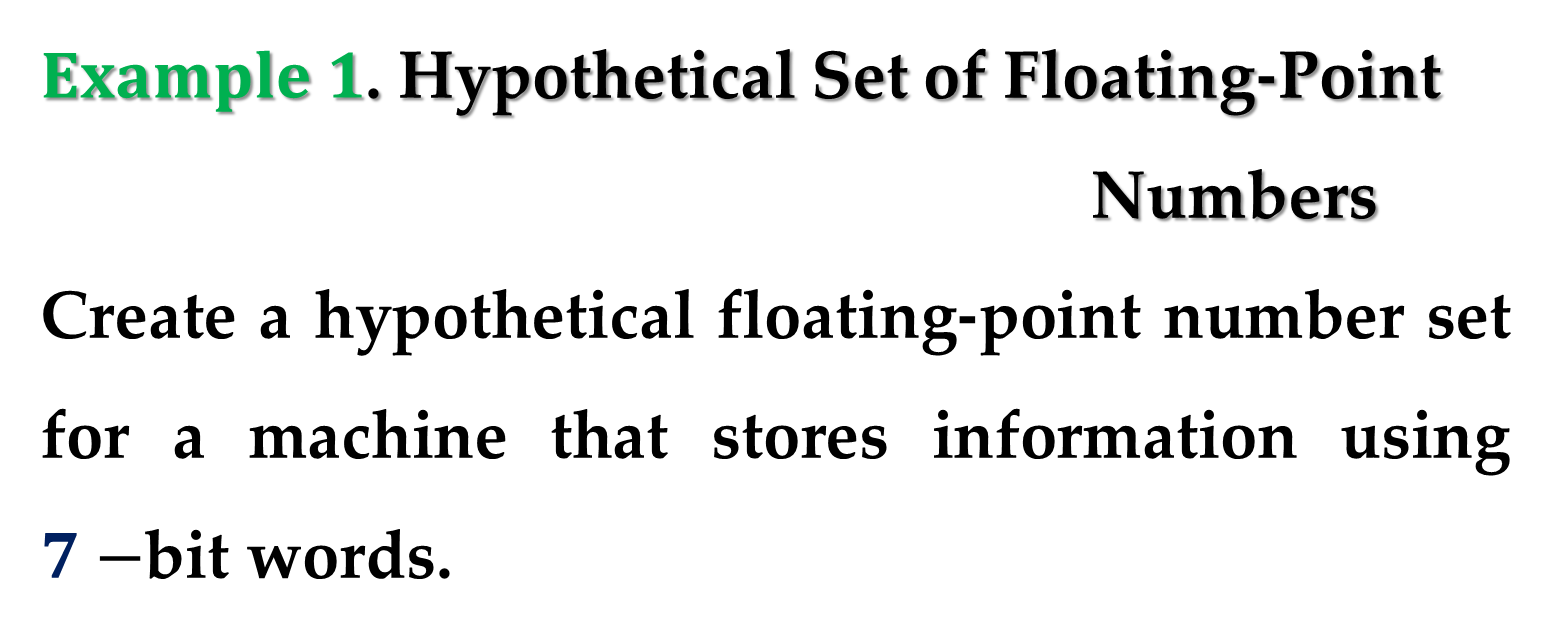 Example 1. Hypothetical Set of Floating-Point
Numbers
Create a hypothetical floating-point number set
for a machine that stores information using
7 −bit words.